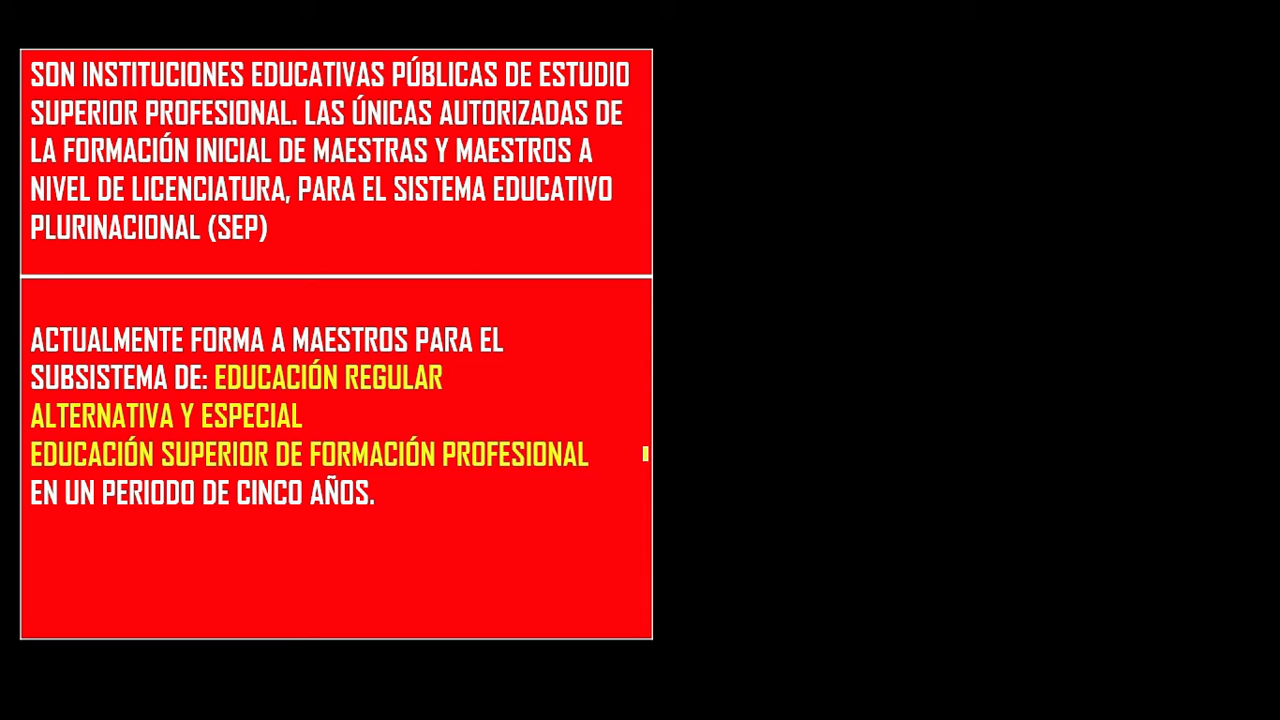 SON INSTITUCIONES EDUCATIVAS PÚBLICAS DE ESTUDIO
SUPERIOR PROFESIONAL. LAS ÚNICAS AUTORIZADAS DE
LA FORMACIÓN INICIAL DE MAESTRAS Y MAESTROS A
NIVEL DE LICENCIATURA, PARA EL SISTEMA EDUCATIVO
PLURINACIONAL (SEP)
ACTUALMENTE FORMA A MAESTROS PARA EL
SUBSISTEMA DE: EDUCACIÓN REGULAR
ALTERNATIVA Y ESPECIAL
EDUCACIÓN SUPERIOR DE FORMACIÓN PROFESIONAL
EN UN PERIODO DE CINCO AÑOS.